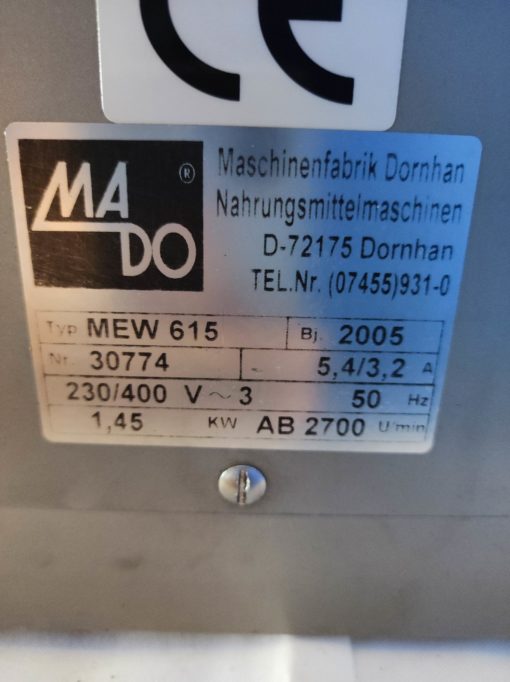 CE
MA
DO
®
Maschinenfabrik Dornhan
Nahrungsmittelmaschinen
D-72175 Dornhan
TEL.Nr. (07455)931-0
Typ MEW 615 Bj. 2005
Nr. 30774 ~ 5,4/3,2 A
230/400 V ~ 3 50 Hz
1,45 KW AB 2700 U/min